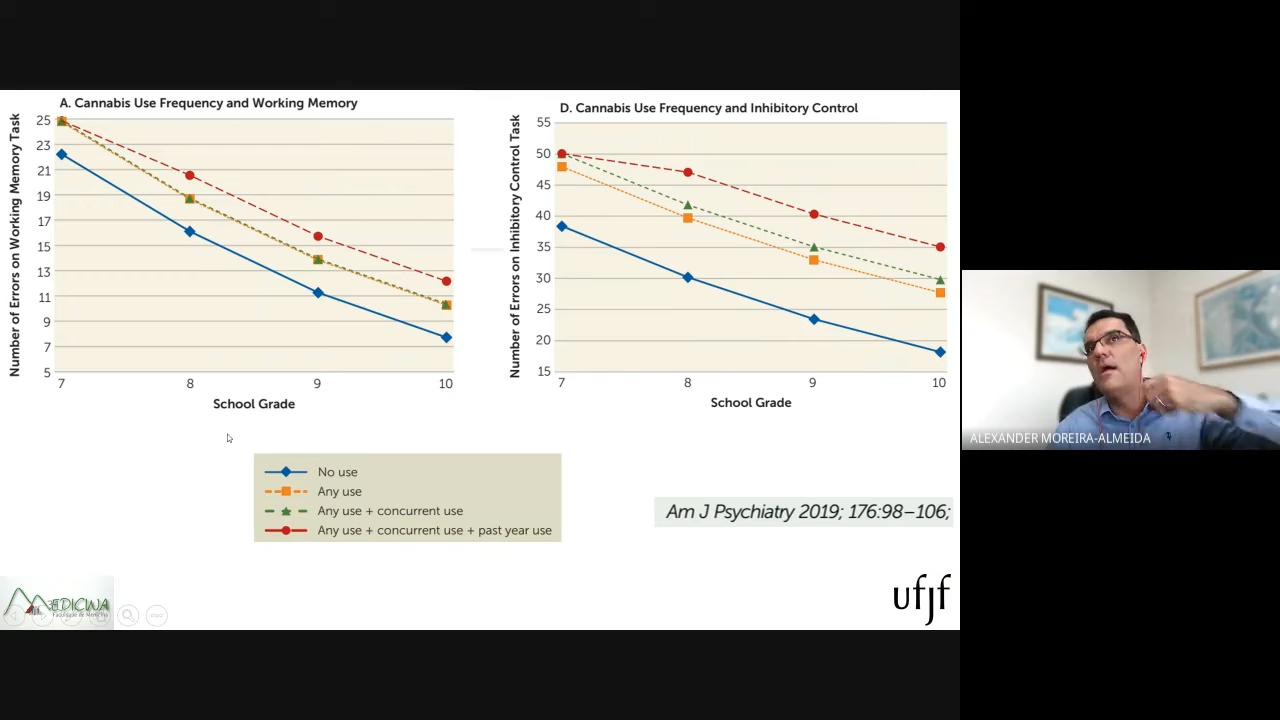 A. Cannabis Use Frequency and Working Memory
Number of Errors on Working Memory Task
25
23
21
19
17
15
13
11
9
7
5
7 8 9 10
School Grade
D. Cannabis Use Frequency and Inhibitory Control
Number of Errors on Inhibitory Control Task
55
50
45
40
35
30
25
20
15
7 8 9 10
School Grade
No use
Any use
Any use + concurrent use
Any use + concurrent use + past year use
Am J Psychiatry 2019; 176:98–106;
MEDICINA
Faculdade de Medicina
ufjf
ALEXANDER MOREIRA-ALMEIDA